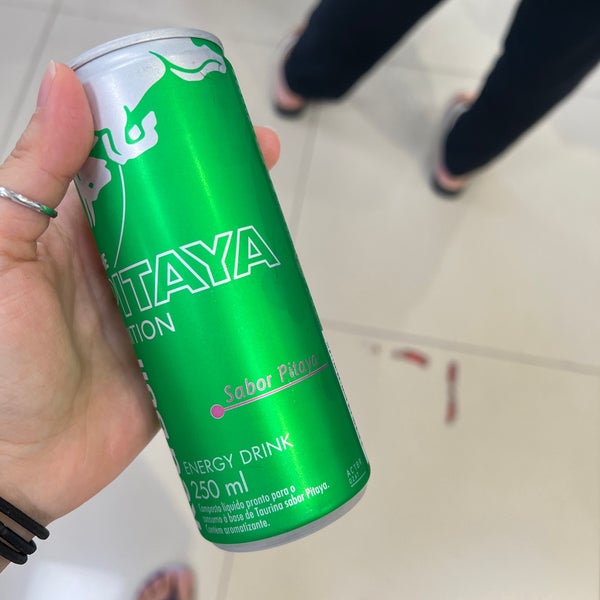 PITAYA
Sabor Pitaya
ENERGY DRINK
250 ml
Composto líquido pronto para o
consumo à base de Taurina sabor Pitaya.
Contém aromatizante.